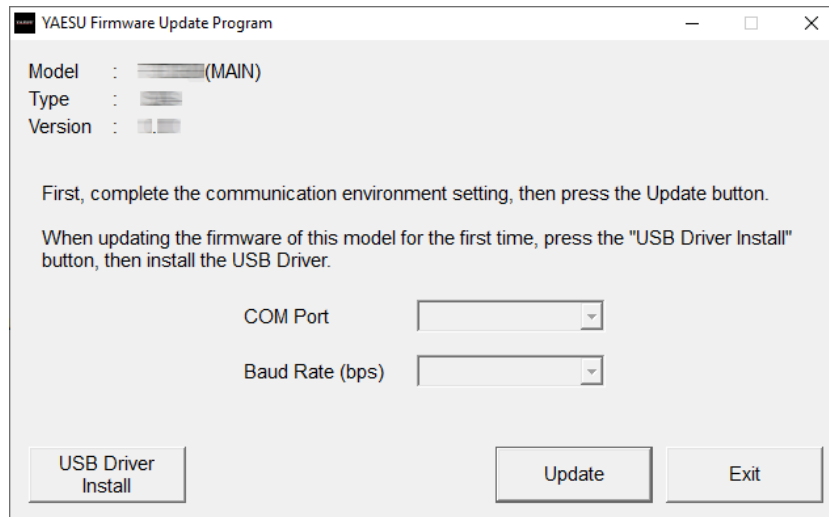 YAESU Firmware Update Program
Model : (MAIN)
Type :
Version : .
First, complete the communication environment setting, then press the Update button.
When updating the firmware of this model for the first time, press the "USB Driver Install"
button, then install the USB Driver.
COM Port
Baud Rate (bps)
USB Driver
Install
Update
Exit